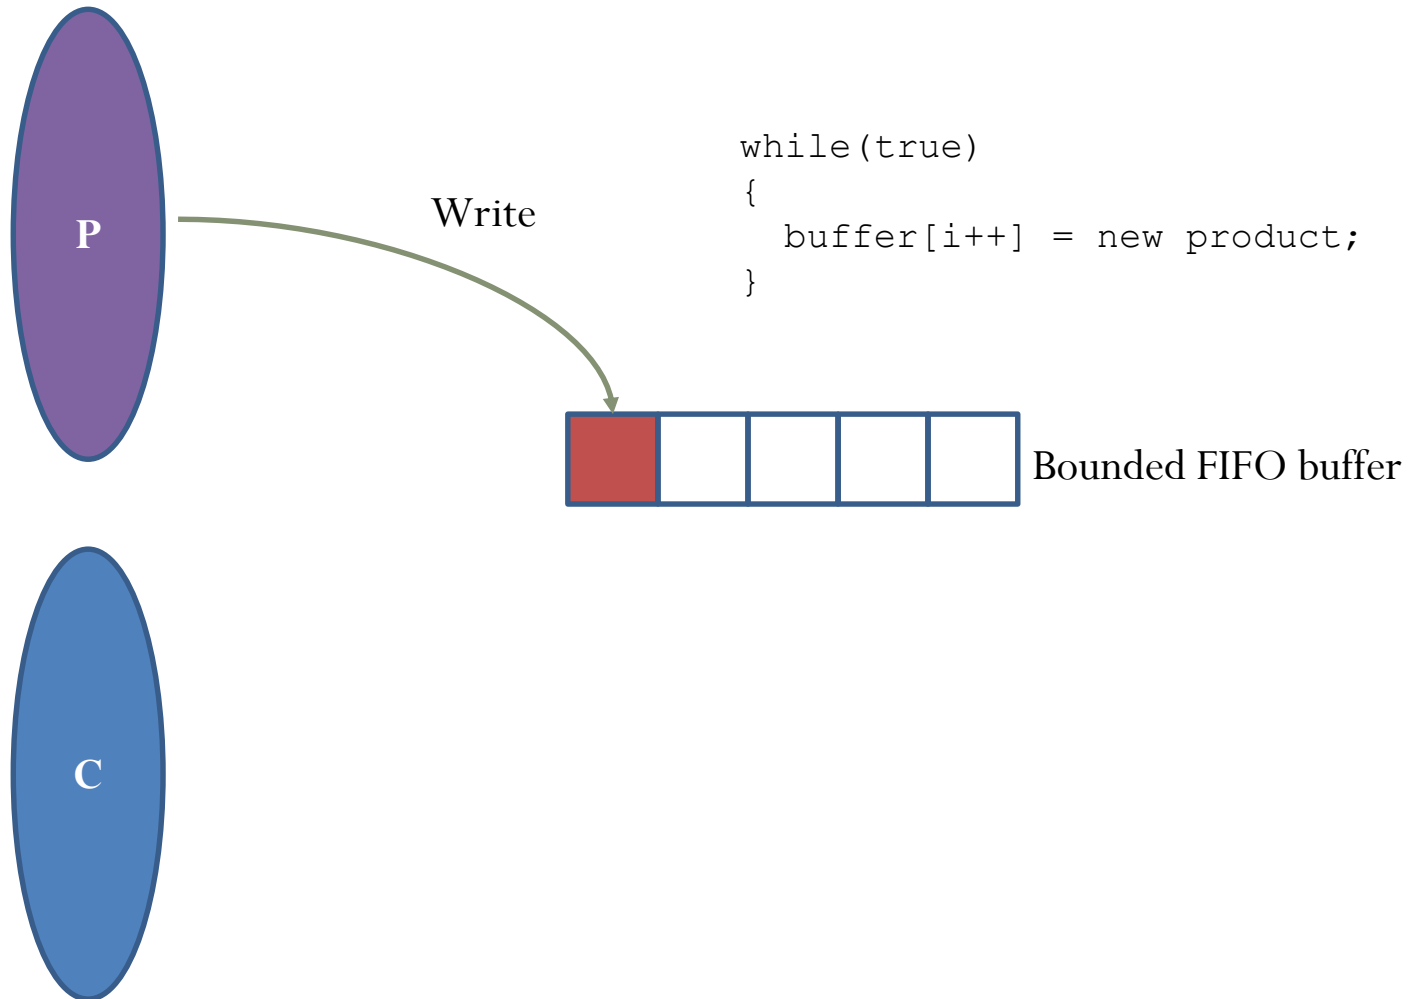 P
Write
while(true)
{
  buffer[i++] = new product;
}
Bounded FIFO buffer
C